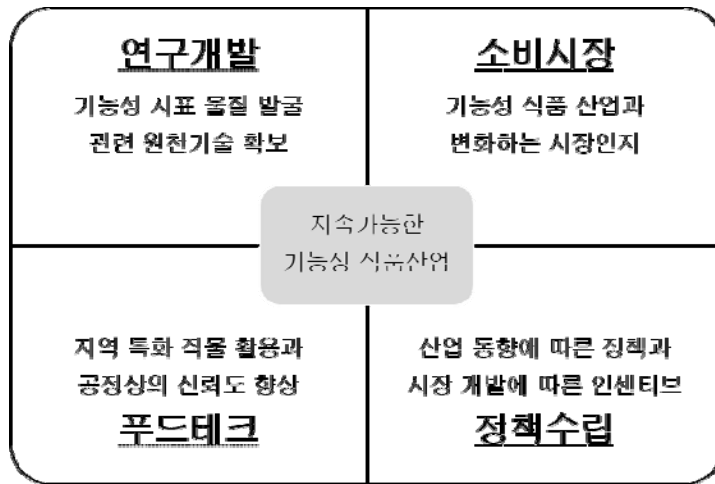 연구개발
기능성 지표 물질 발굴
관련 원천기술 확보
소비시장
기능성 식품 산업과
변화하는 시장인지
지속가능한
기능성 식품산업
지역 특화 작물 활용과
공정상의 신뢰도 향상
푸드테크
산업 동향에 따른 정책과
시장 개발에 따른 인센티브
정책수립